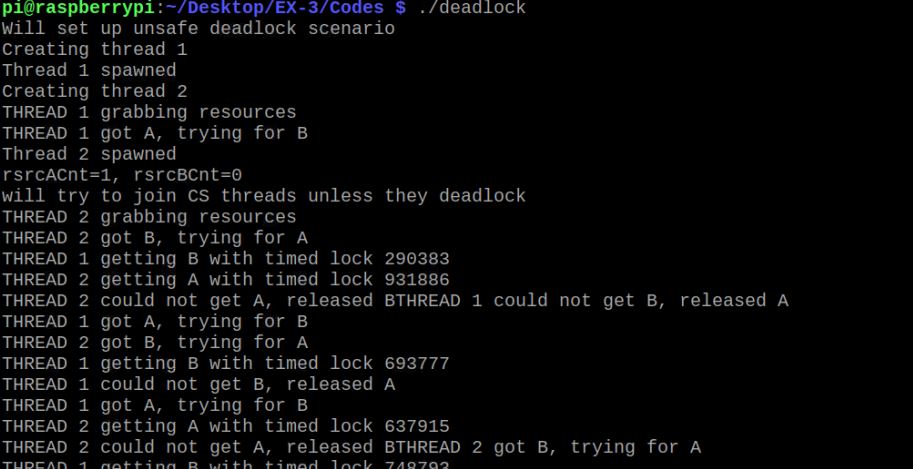 pi@raspberrypi:~/Desktop/EX-3/Codes $ ./deadlock
Will set up unsafe deadlock scenario
Creating thread 1
Thread 1 spawned
Creating thread 2
THREAD 1 grabbing resources
THREAD 1 got A, trying for B
Thread 2 spawned
rsrcACnt=1, rsrcBCnt=0
will try to join CS threads unless they deadlock
THREAD 2 grabbing resources
THREAD 2 got B, trying for A
THREAD 1 getting B with timed lock 290383
THREAD 2 getting A with timed lock 931886
THREAD 2 could not get A, released BTHREAD 1 could not get B, released A
THREAD 1 got A, trying for B
THREAD 2 got B, trying for A
THREAD 1 getting B with timed lock 693777
THREAD 1 could not get B, released A
THREAD 1 got A, trying for B
THREAD 2 getting A with timed lock 637915
THREAD 2 could not get A, released BTHREAD 2 got B, trying for A
THREAD 1 getting B with timed lock 748793